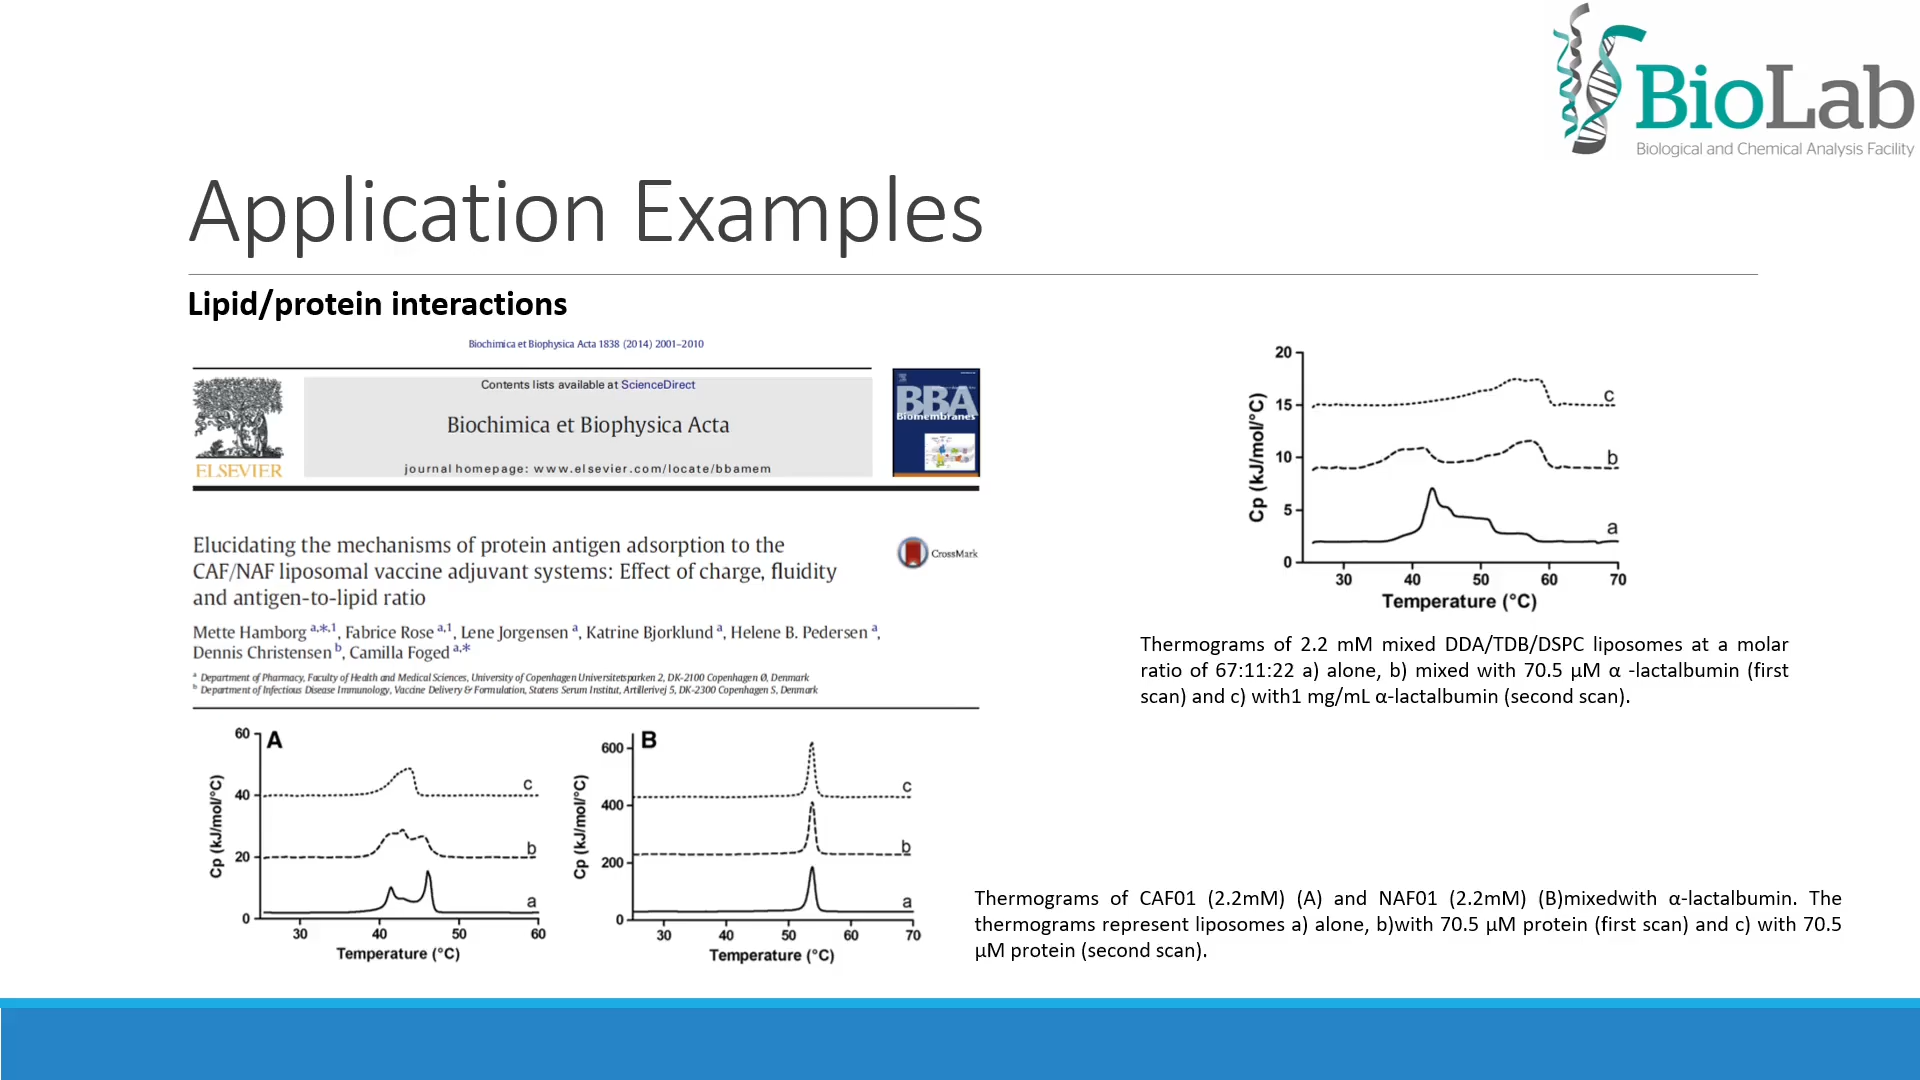 BioLab
Biological and Chemical Analysis Facility
Application Examples
Lipid/protein interactions
Biochimica et Biophysica Acta 1838 (2014) 2001–2010
Contents lists available at ScienceDirect
Biochimica et Biophysica Acta
journal homepage: www.elsevier.com/locate/bbamem
ELSEVIER
BBA
Biomembranes
Elucidating the mechanisms of protein antigen adsorption to the
CAF/NAF liposomal vaccine adjuvant systems: Effect of charge, fluidity
and antigen-to-lipid ratio
CrossMark
Mette Hamborg a,*,1, Fabrice Rose a,1, Lene Jorgensen a, Katrine Bjorklund a, Helene B. Pedersen a,
Dennis Christensen b, Camilla Foged a,*
a Department of Pharmacy, Faculty of Health and Medical Sciences, University of Copenhagen Universitetsparken 2, DK-2100 Copenhagen Ø, Denmark
b Department of Infectious Disease Immunology, Vaccine Delivery & Formulation, Statens Serum Institut, Artillerivej 5, DK-2300 Copenhagen S, Denmark
A
60
40
20
0
Cp (kJ/mol/°C)
c
b
a
30 40 50 60
Temperature (°C)
B
600
400
200
0
Cp (kJ/mol/°C)
c
b
a
30 40 50 60 70
Temperature (°C)
20
15
10
5
0
Cp (kJ/mol/°C)
c
b
a
30 40 50 60 70
Temperature (°C)
Thermograms of 2.2 mM mixed DDA/TDB/DSPC liposomes at a molar
ratio of 67:11:22 a) alone, b) mixed with 70.5 μM α -lactalbumin (first
scan) and c) with1 mg/mL α-lactalbumin (second scan).
Thermograms of CAF01 (2.2mM) (A) and NAF01 (2.2mM) (B)mixedwith α-lactalbumin. The
thermograms represent liposomes a) alone, b)with 70.5 μM protein (first scan) and c) with 70.5
μM protein (second scan).